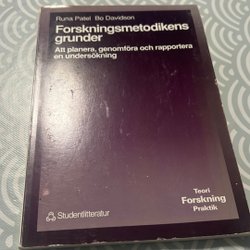 Runa Patel  Bo Davidson
Forskningsmetodikens
grunder
Att planera, genomföra och rapportera
en undersökning
Teori
Forskning
Praktik
Studentlitteratur